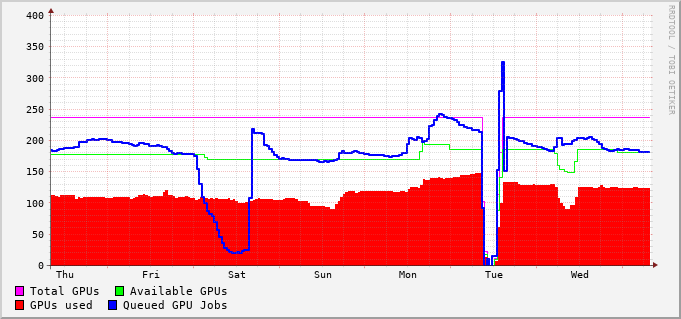 400
350
300
250
200
150
100
50
0
Thu Fri Sat Sun Mon Tue Wed
Total GPUs Available GPUs
GPUs used Queued GPU Jobs
RRDTOOL / TOBI OETIKER